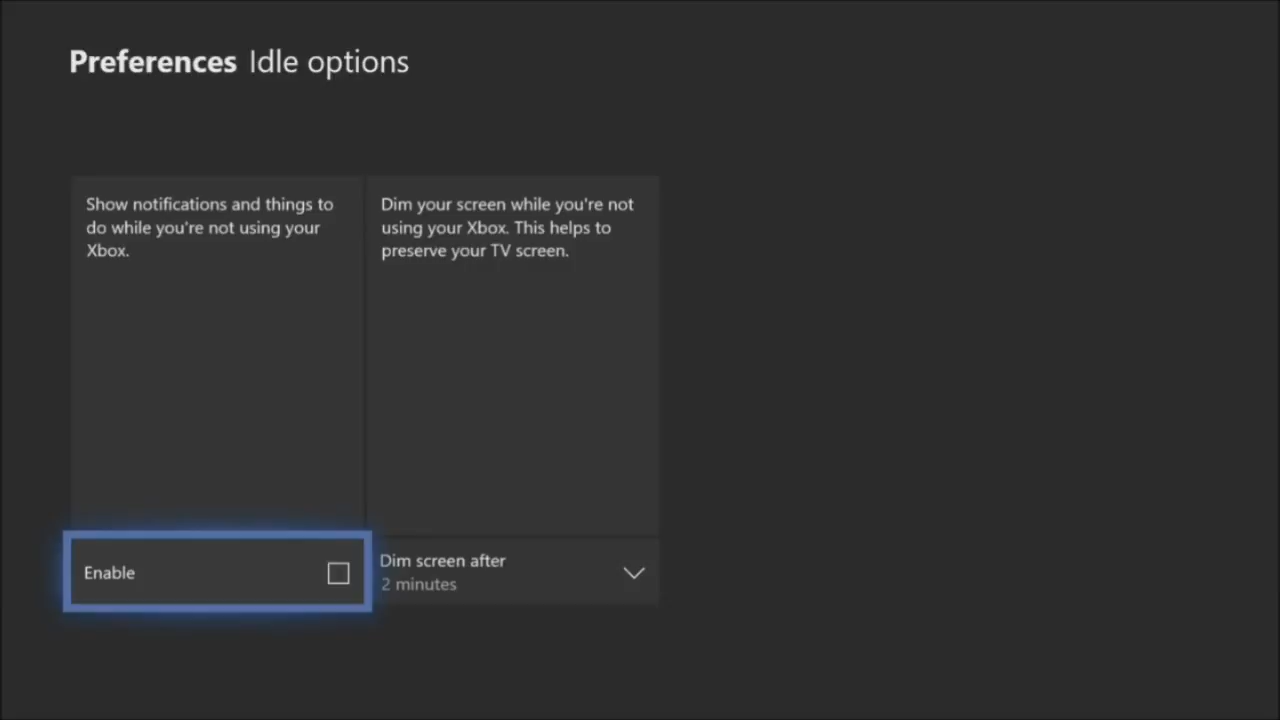 Preferences Idle options
Show notifications and things to
do while you're not using your
Xbox.
Dim your screen while you're not
using your Xbox. This helps to
preserve your TV screen.
Enable
Dim screen after
2 minutes